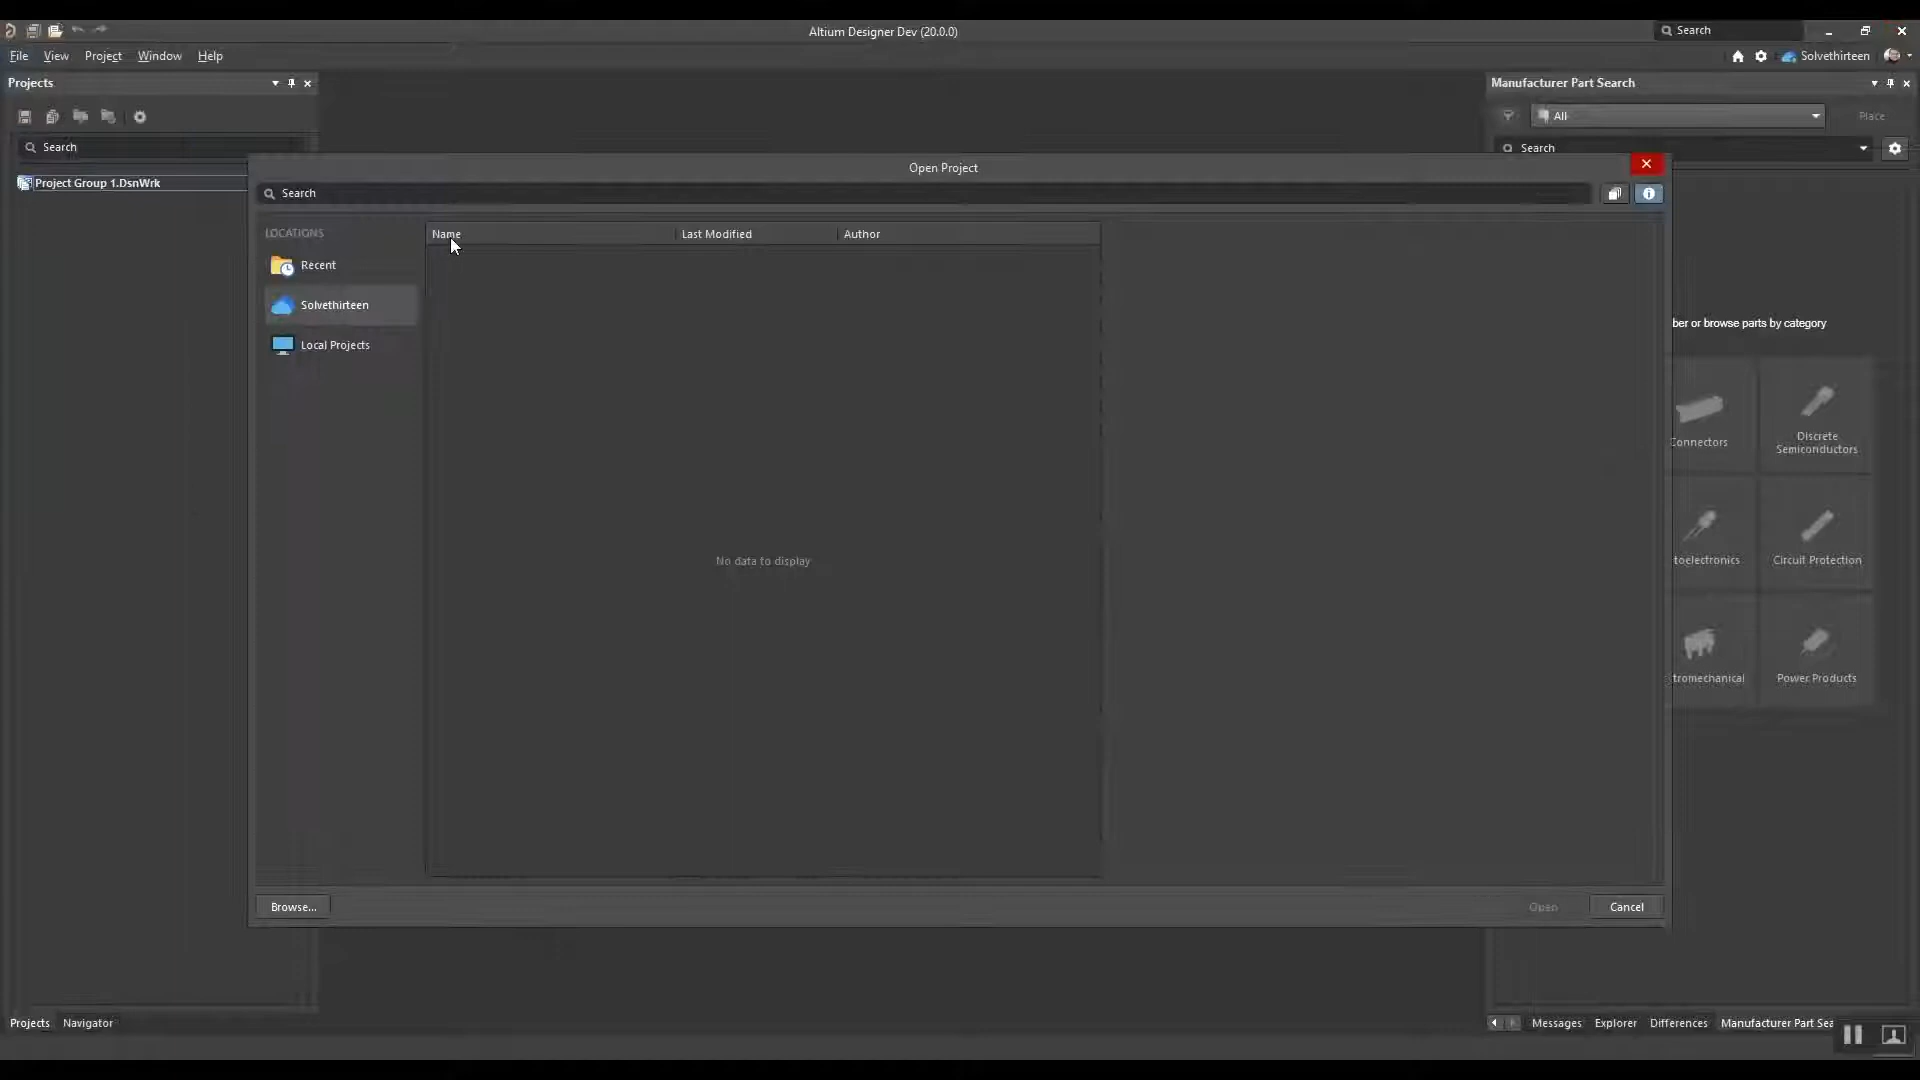 Altium Designer Dev (20.0.0)
Search
File
View
Project
Window
Help
Solvethirteen
Projects
Manufacturer Part Search
All
Place
Search
Search
Project Group 1.DsnWrk
Open Project
Search
LOCATIONS
Name
Last Modified
Author
Recent
Solvethirteen
Local Projects
ber or browse parts by category
Connectors
Discrete
Semiconductors
No data to display
toelectronics
Circuit Protection
tromechanical
Power Products
Browse...
Open
Cancel
Projects
Navigator
Messages
Explorer
Differences
Manufacturer Part Sea